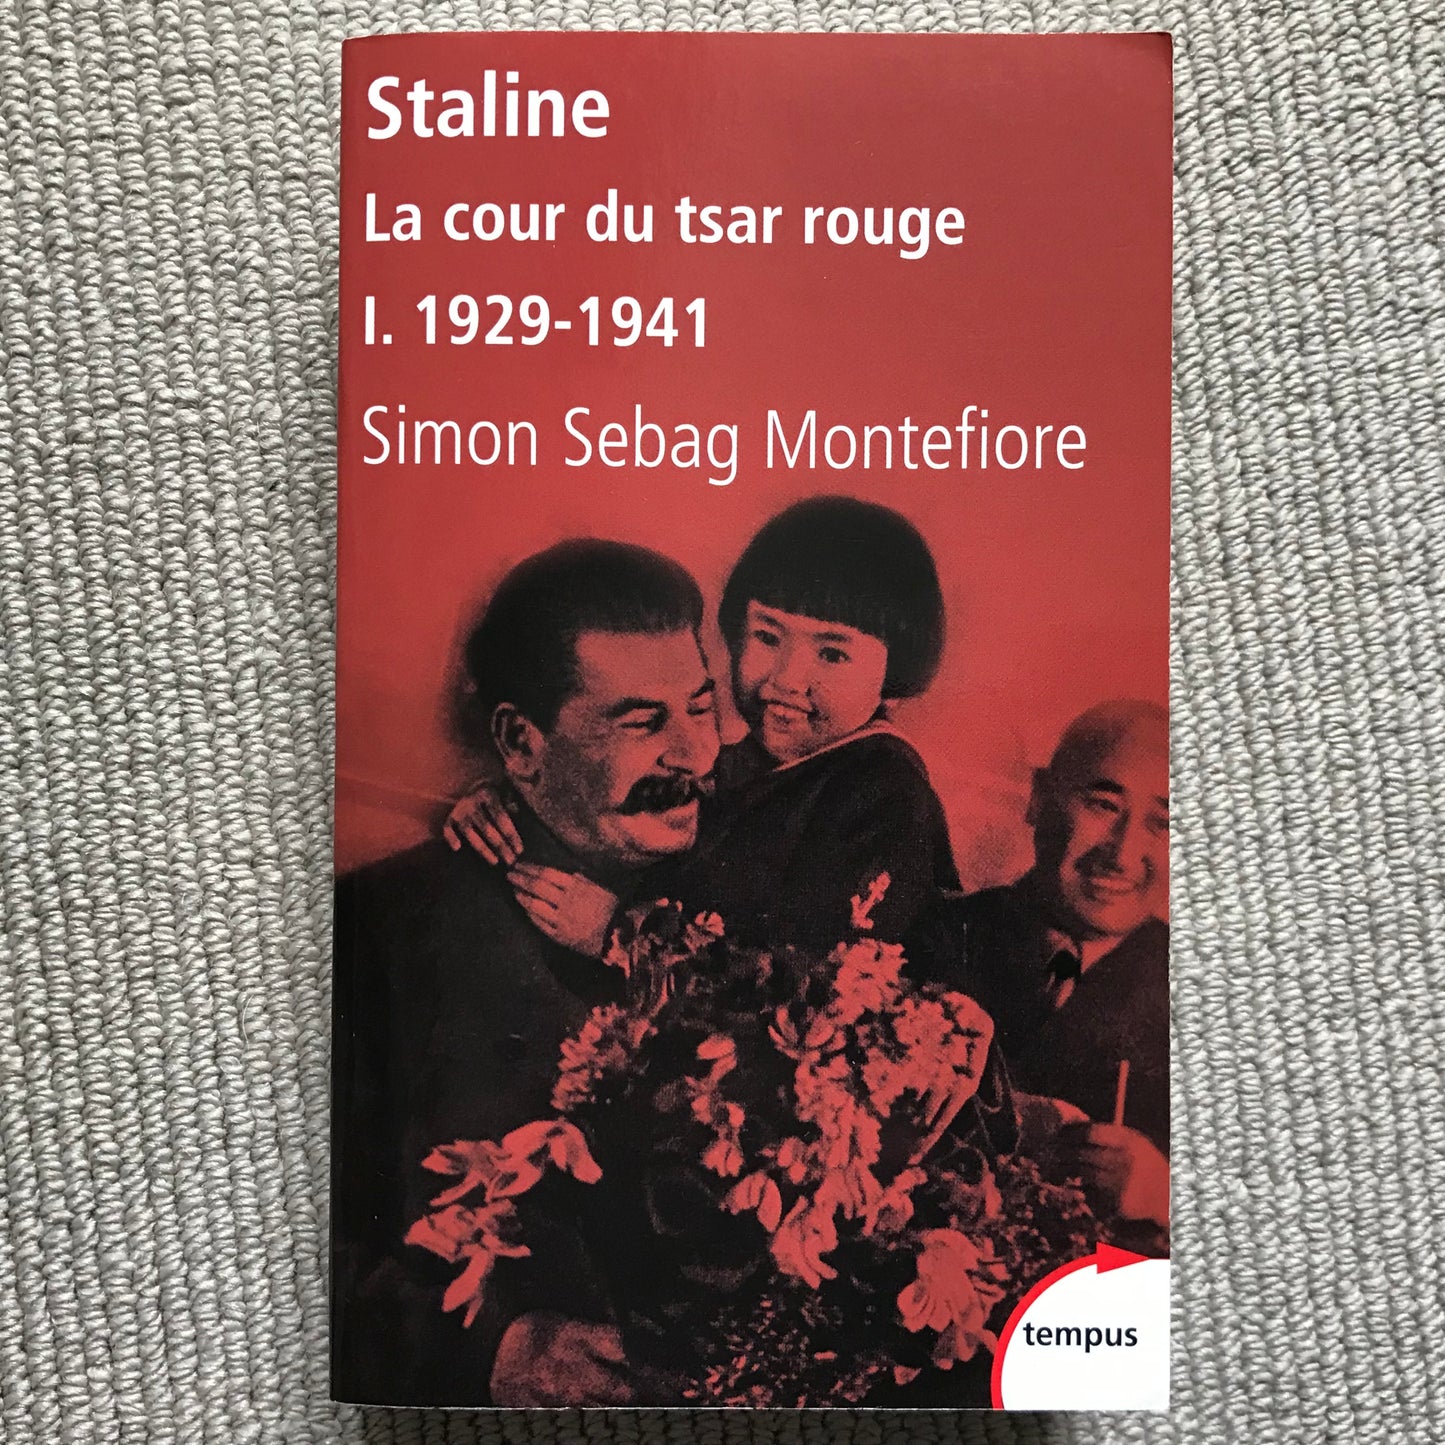 Staline
La cour du tsar rouge
I. 1929-1941
Simon Sebag Montefiore
tempus